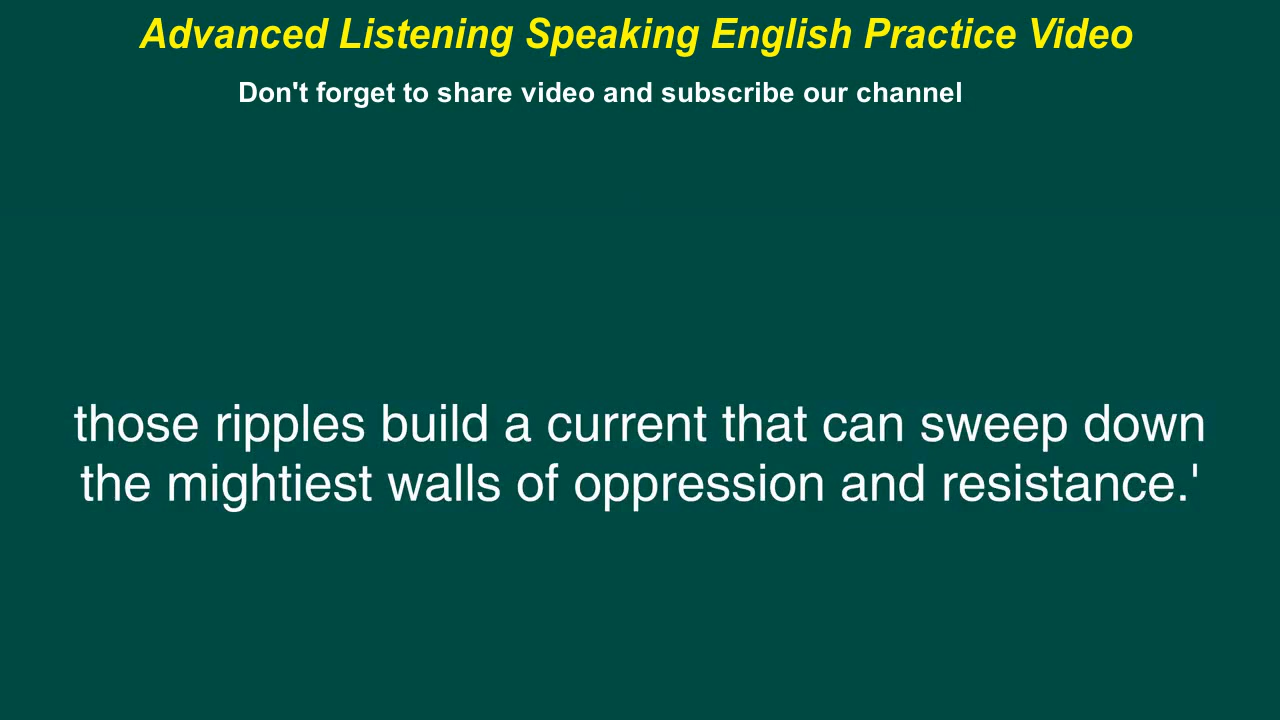 Advanced Listening Speaking English Practice Video
Don't forget to share video and subscribe our channel
those ripples build a current that can sweep down
the mightiest walls of oppression and resistance.'